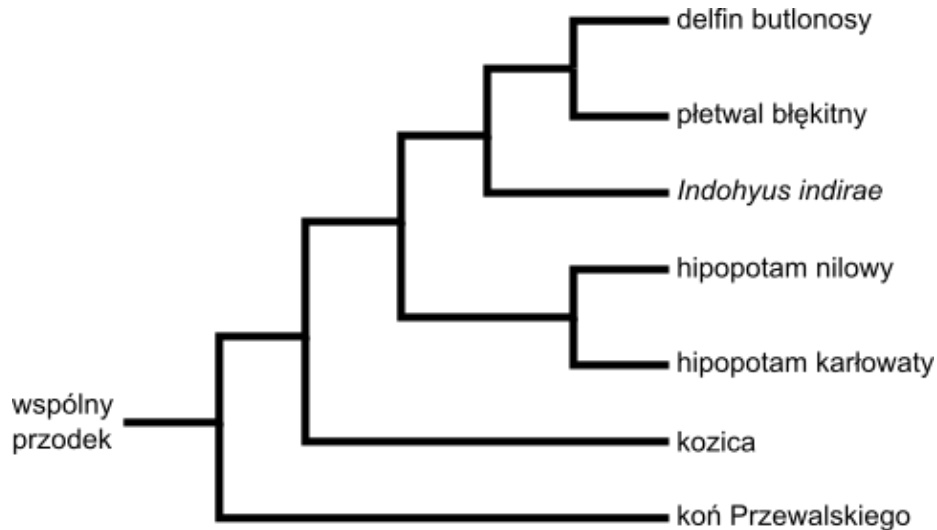 delfin butlonosy
płetwal błękitny
Indohyus indirae
hipopotam nilowy
hipopotam karłowaty
wspólny
przodek
kozica
koń Przewalskiego